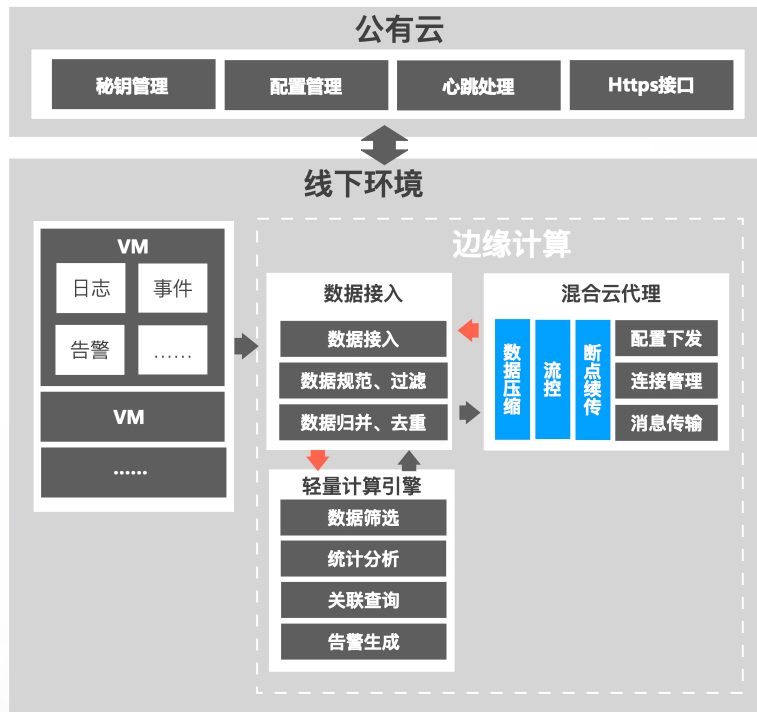 公有云
秘钥管理
配置管理
心跳处理
Https接口
线下环境
VM
日志
事件
告警
......
VM
......
边缘计算
数据接入
数据接入
数据规范、过滤
数据归并、去重
混合云代理
数据压缩
流控
断点续传
配置下发
连接管理
消息传输
轻量计算引擎
数据筛选
统计分析
关联查询
告警生成